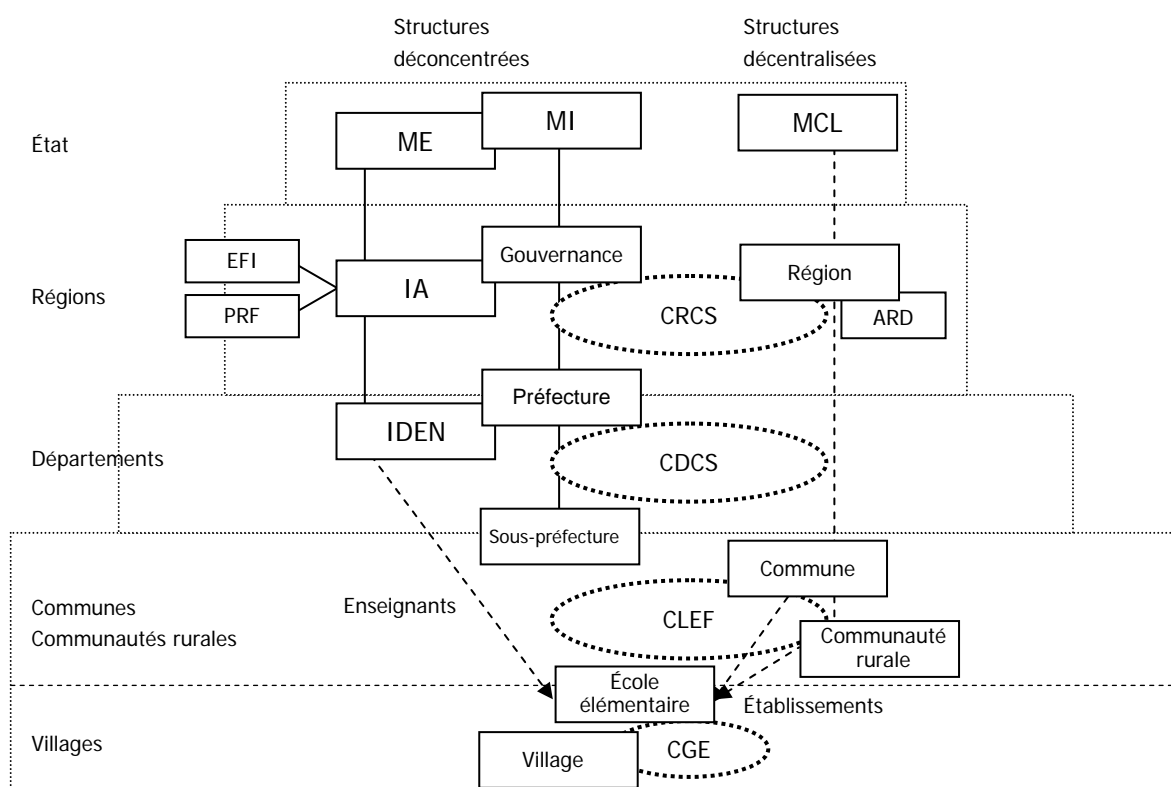 Structures
déconcentrées
Structures
décentralisées
État
ME
MI
MCL
Régions
EFI
PRF
IA
Gouvernance
CRCS
Région
ARD
Départements
IDEN
Préfecture
CDCS
Sous-préfecture
Communes
Communautés rurales
Enseignants
CLEF
Commune
Communauté
rurale
École
élémentaire
Établissements
Villages
Village
CGE